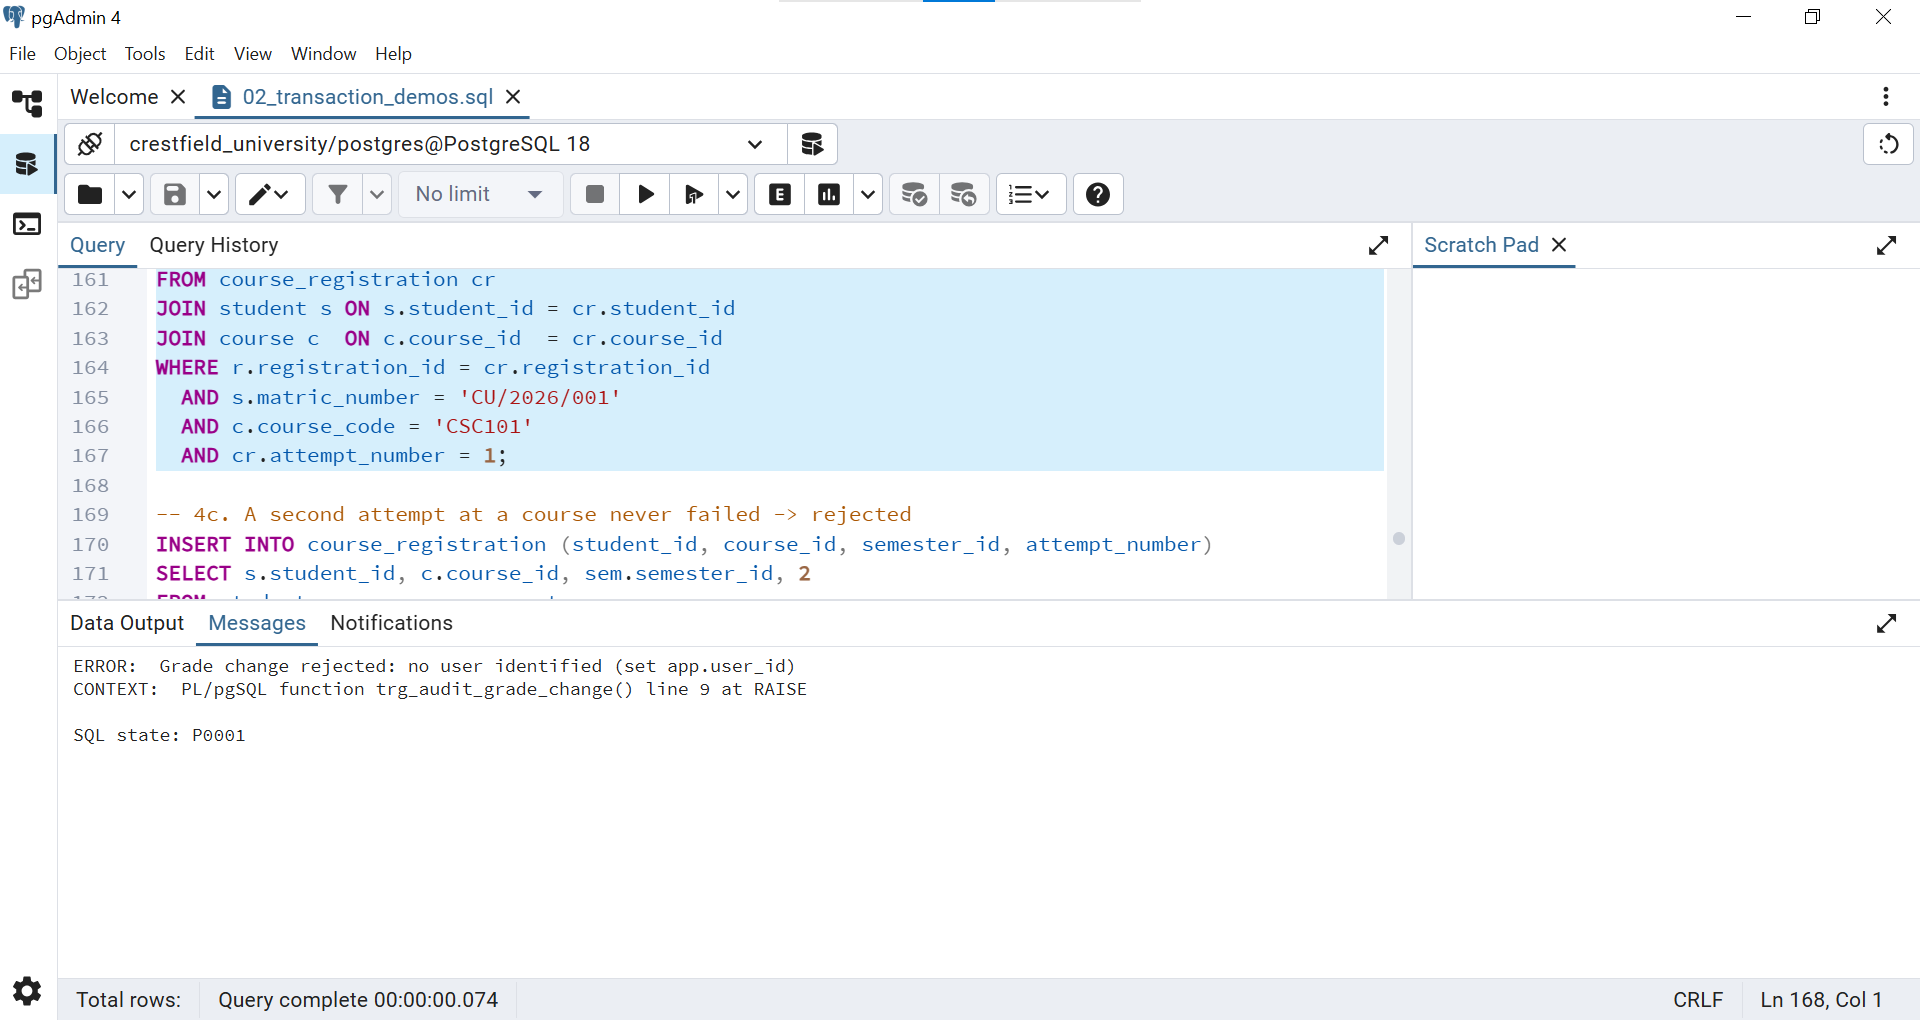 pgAdmin 4
File Object Tools Edit View Window Help
Welcome 02_transaction_demos.sql
crestfield_university/postgres@PostgreSQL 18
No limit
Query Query History
Scratch Pad
161 FROM course_registration cr
162 JOIN student s ON s.student_id = cr.student_id
163 JOIN course c  ON c.course_id  = cr.course_id
164 WHERE r.registration_id = cr.registration_id
165   AND s.matric_number = 'CU/2026/001'
166   AND c.course_code = 'CSC101'
167   AND cr.attempt_number = 1;
168
169 -- 4c. A second attempt at a course never failed -> rejected
170 INSERT INTO course_registration (student_id, course_id, semester_id, attempt_number)
171 SELECT s.student_id, c.course_id, sem.semester_id, 2
Data Output Messages Notifications
ERROR:  Grade change rejected: no user identified (set app.user_id)
CONTEXT:  PL/pgSQL function trg_audit_grade_change() line 9 at RAISE
SQL state: P0001
Total rows: Query complete 00:00:00.074 CRLF Ln 168, Col 1